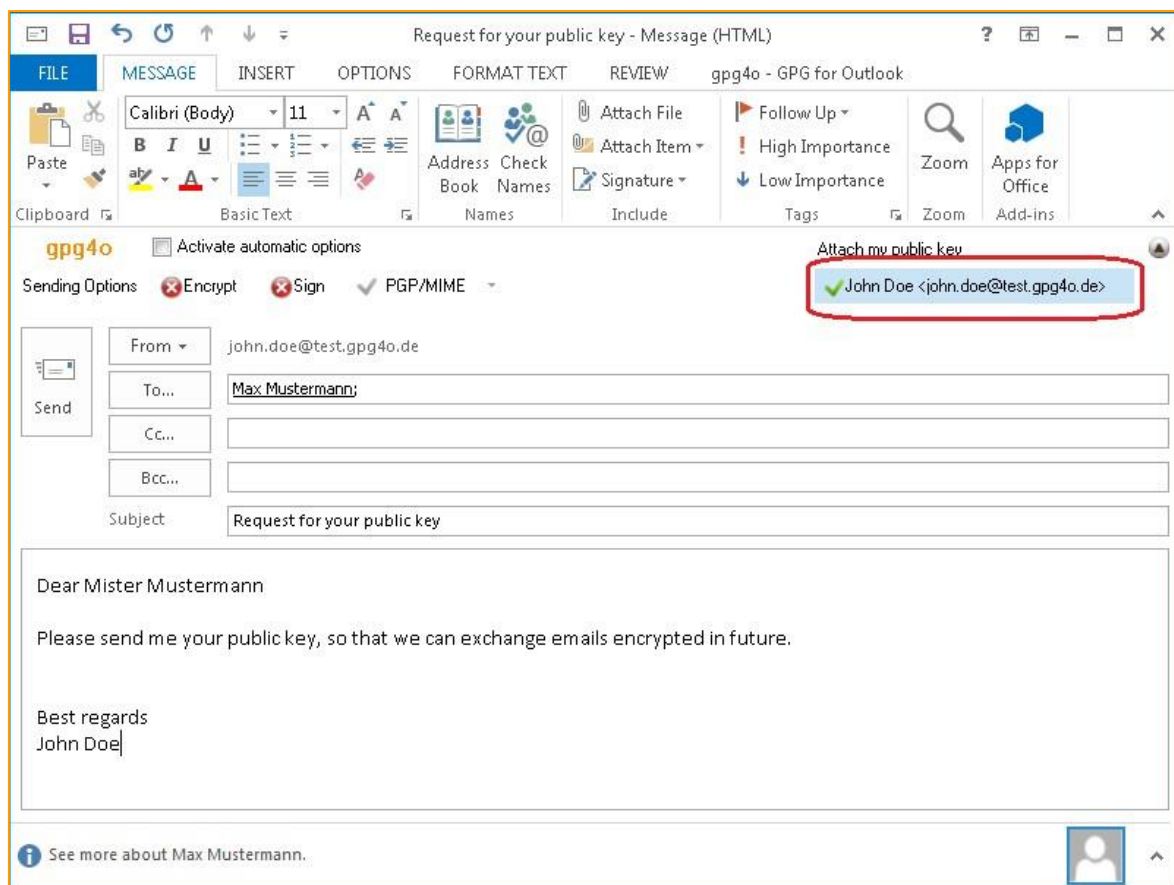 Request for your public key - Message (HTML)
?
FILE MESSAGE INSERT OPTIONS FORMAT TEXT REVIEW gpg4o - GPG for Outlook
Calibri (Body) 11 A A Attach File Follow Up
B I U Attach Item High Importance
Paste Address Check Zoom Apps for
aby A Book Names Signature Low Importance Office
Clipboard Basic Text Names Include Tags Zoom Add-ins
gpg4o Activate automatic options Attach my public key
Sending Options Encrypt Sign PGP/MIME John Doe <john.doe@test.gpg4o.de>
From john.doe@test.gpg4o.de
To... Max Mustermann;
Send
Cc...
Bcc...
Subject Request for your public key
Dear Mister Mustermann
Please send me your public key, so that we can exchange emails encrypted in future.
Best regards
John Doe
See more about Max Mustermann.